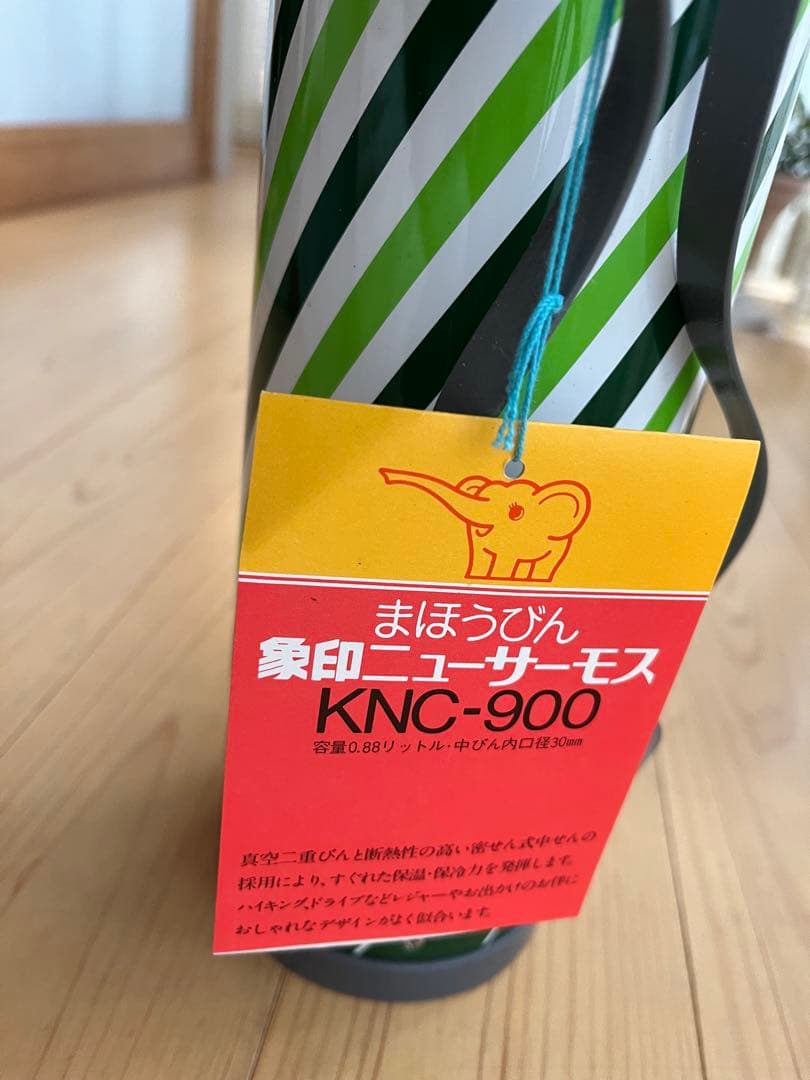 まほうびん
象印ニューサーモス
KNC-900
容量0.88リットル・中びん内口径30mm
真空二重びんと断熱性の高い密せん式中せんの
採用により、すぐれた保温・保冷力を発揮します。
ハイキング、ドライブなどレジャーやお出かけのお伴に
おしゃれなデザインがよく似合います。